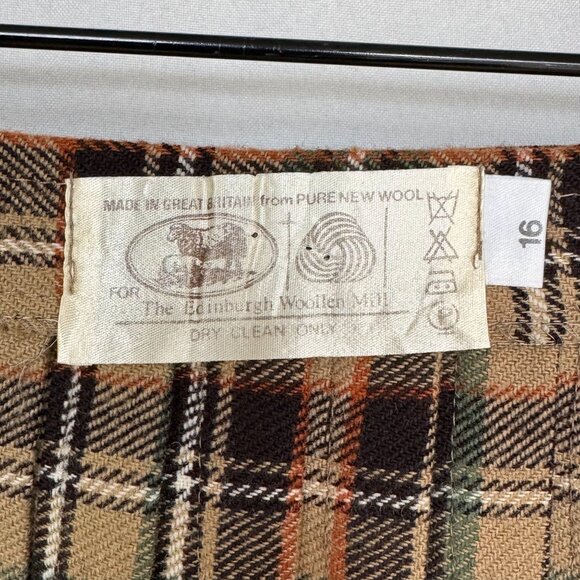 MADE IN GREAT BRITAIN from PURE NEW WOOL
FOR The Edinburgh Woollen Mill
DRY CLEAN ONLY
P
16